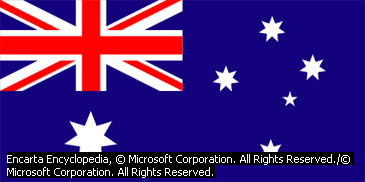 Encarta Encyclopedia, © Microsoft Corporation. All Rights Reserved./©
Microsoft Corporation. All Rights Reserved.